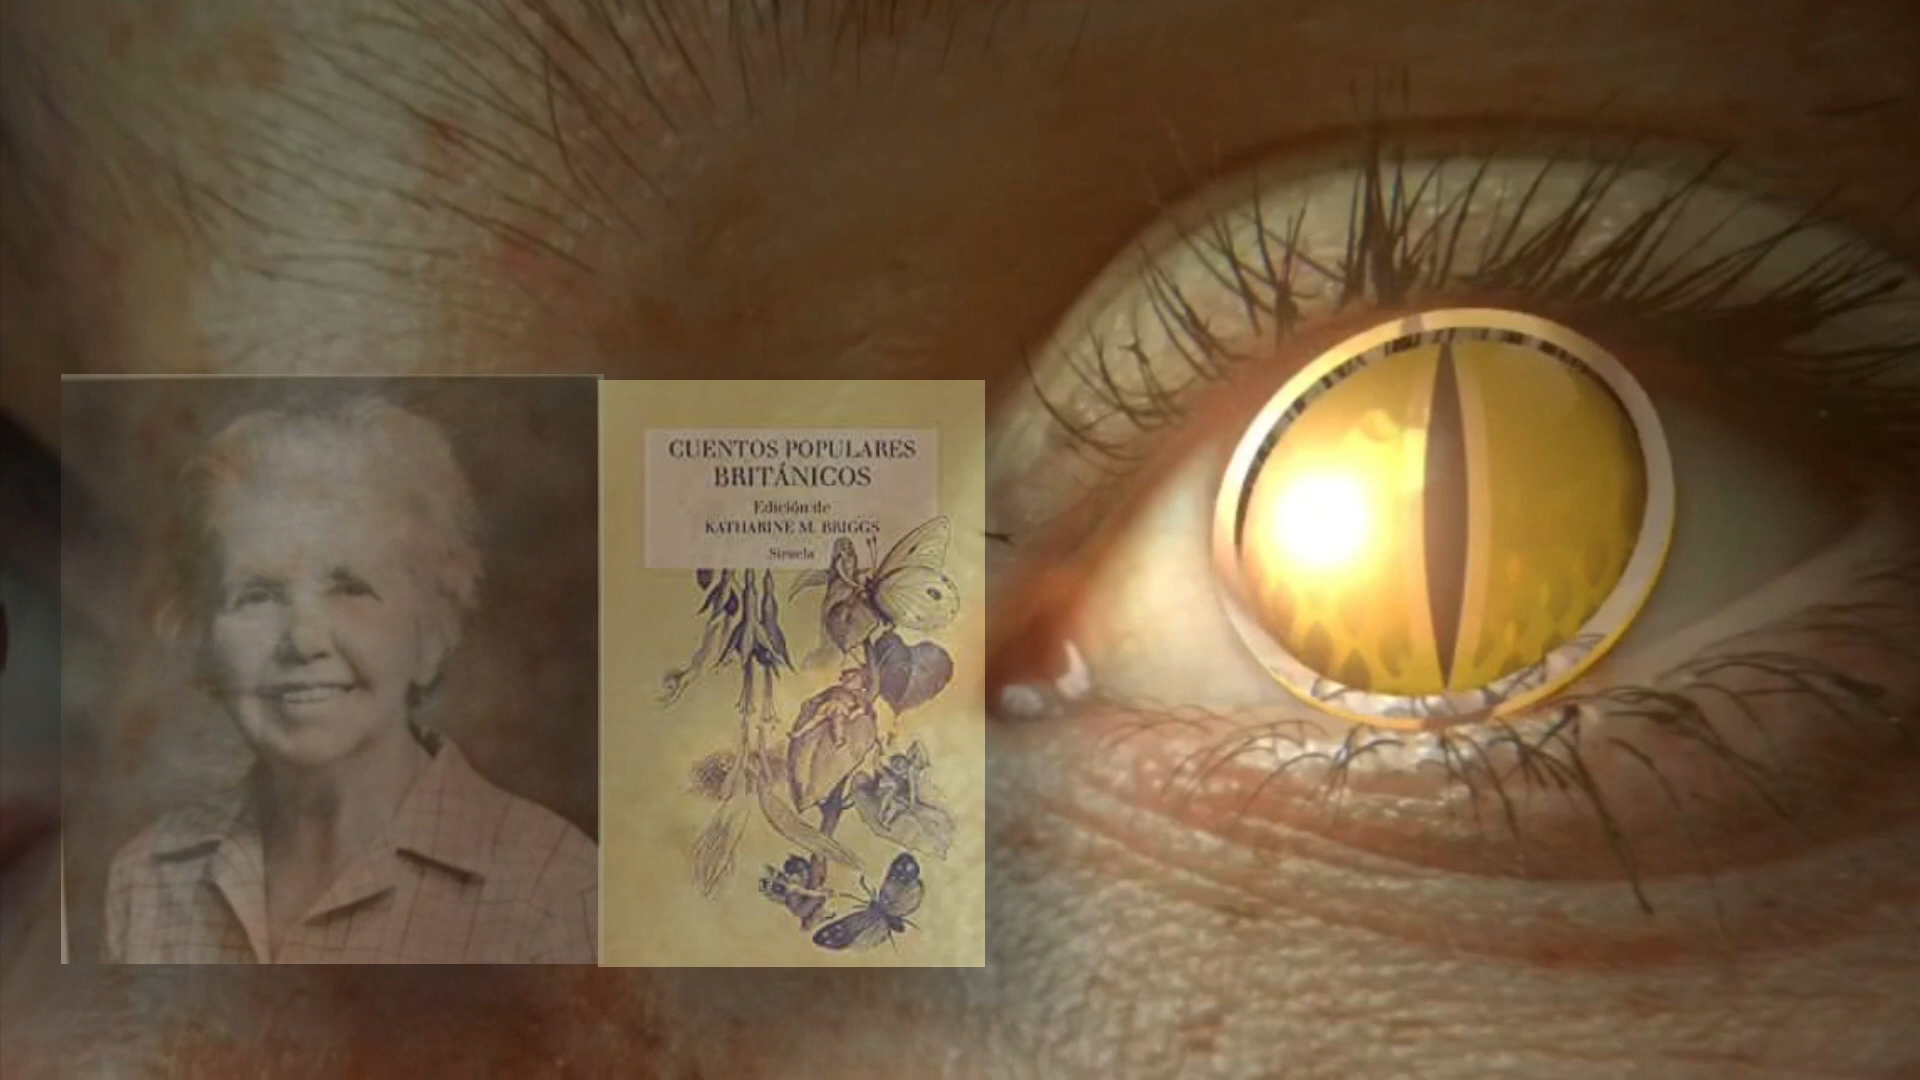 CUENTOS POPULARES
BRITÁNICOS
Edición de
KATHARINE M. BRIGGS
Siruela